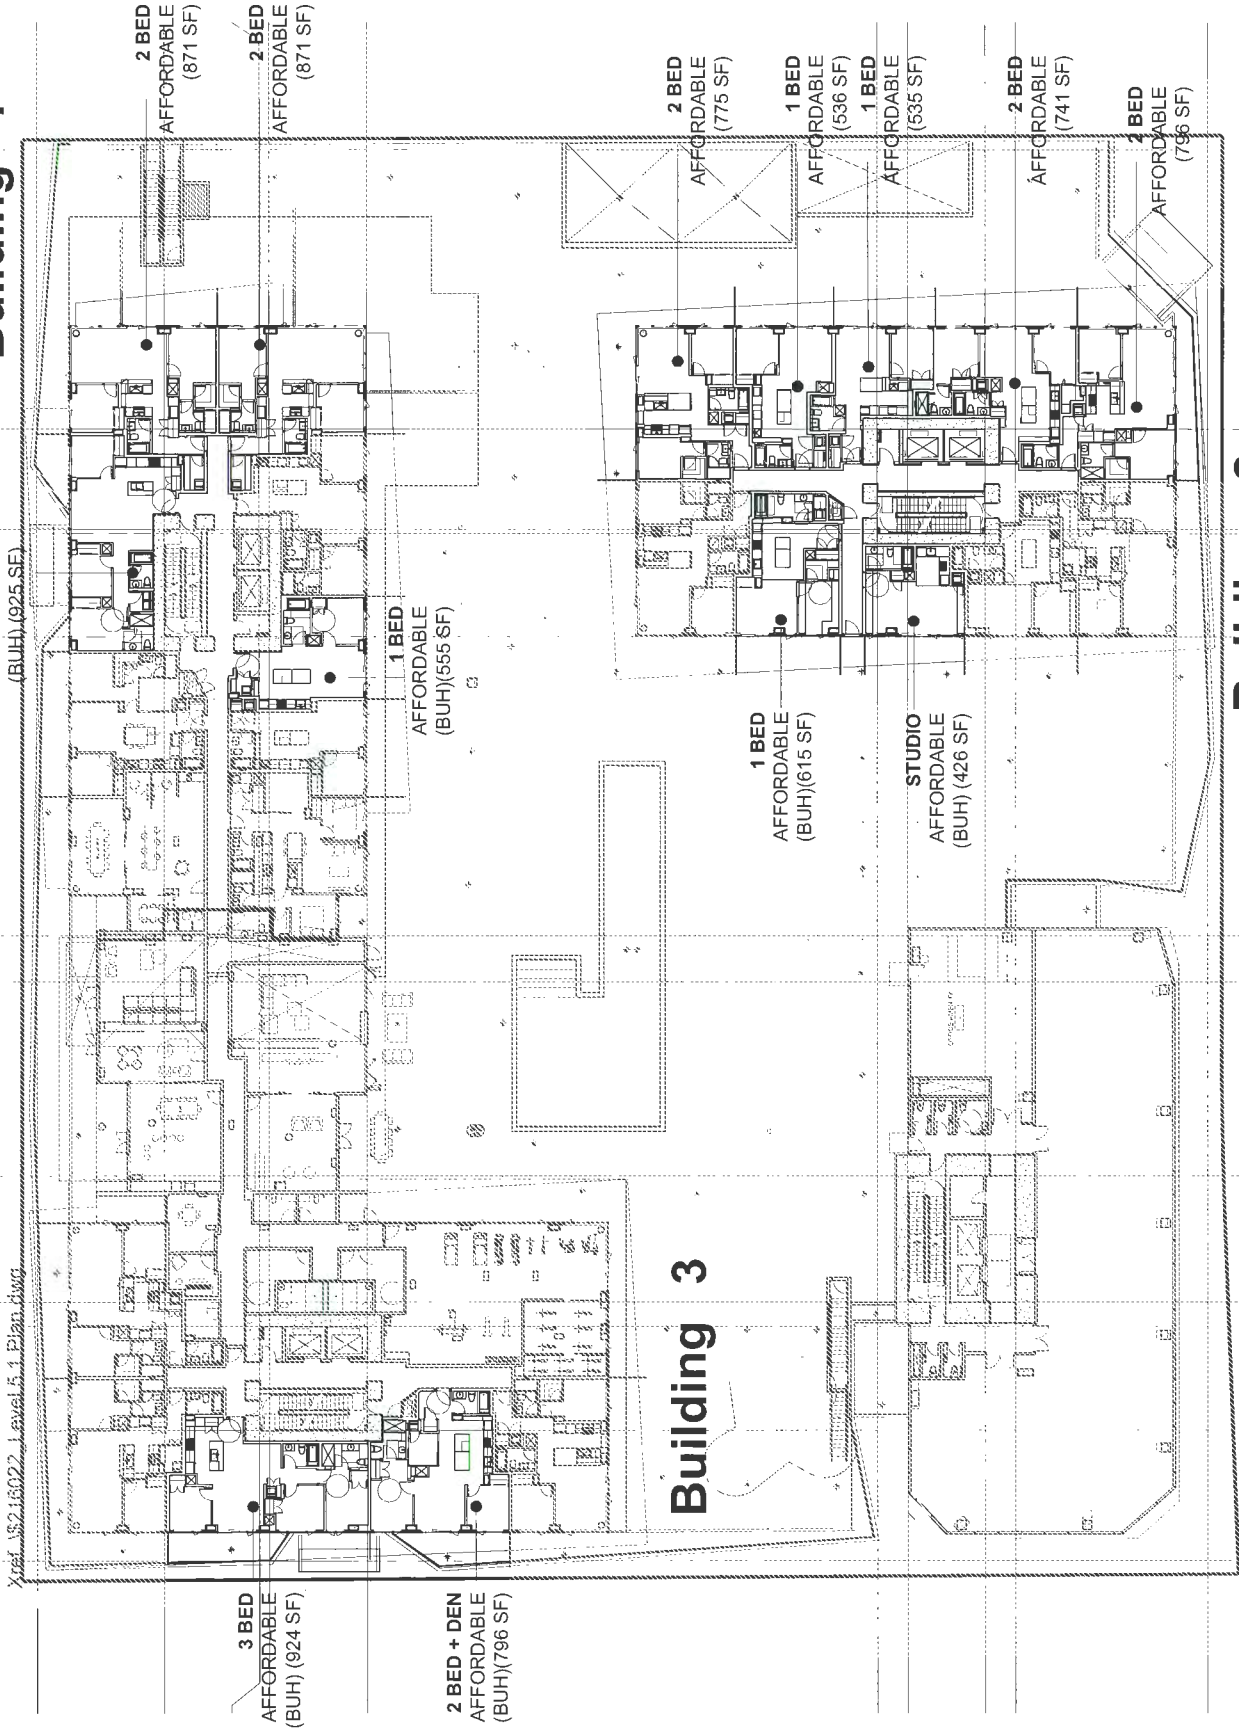 2 BED
AFFORDABLE
(871 SF)
2 BED
AFFORDABLE
(871 SF)
2 BED
AFFORDABLE
(775 SF)
1 BED
AFFORDABLE
(536 SF)
1 BED
AFFORDABLE
(535 SF)
2 BED
AFFORDABLE
(741 SF)
2 BED
AFFORDABLE
(796 SF)
(BUH) (925 SF)
1 BED
AFFORDABLE
(BUH)(555 SF)
1 BED
AFFORDABLE
(BUH)(615 SF)
STUDIO
AFFORDABLE
(BUH) (426 SF)
Building 3
Xref .\S216022_Level 5.1 Plan.dwg
3 BED
AFFORDABLE
(BUH) (924 SF)
2 BED + DEN
AFFORDABLE
(BUH)(796 SF)